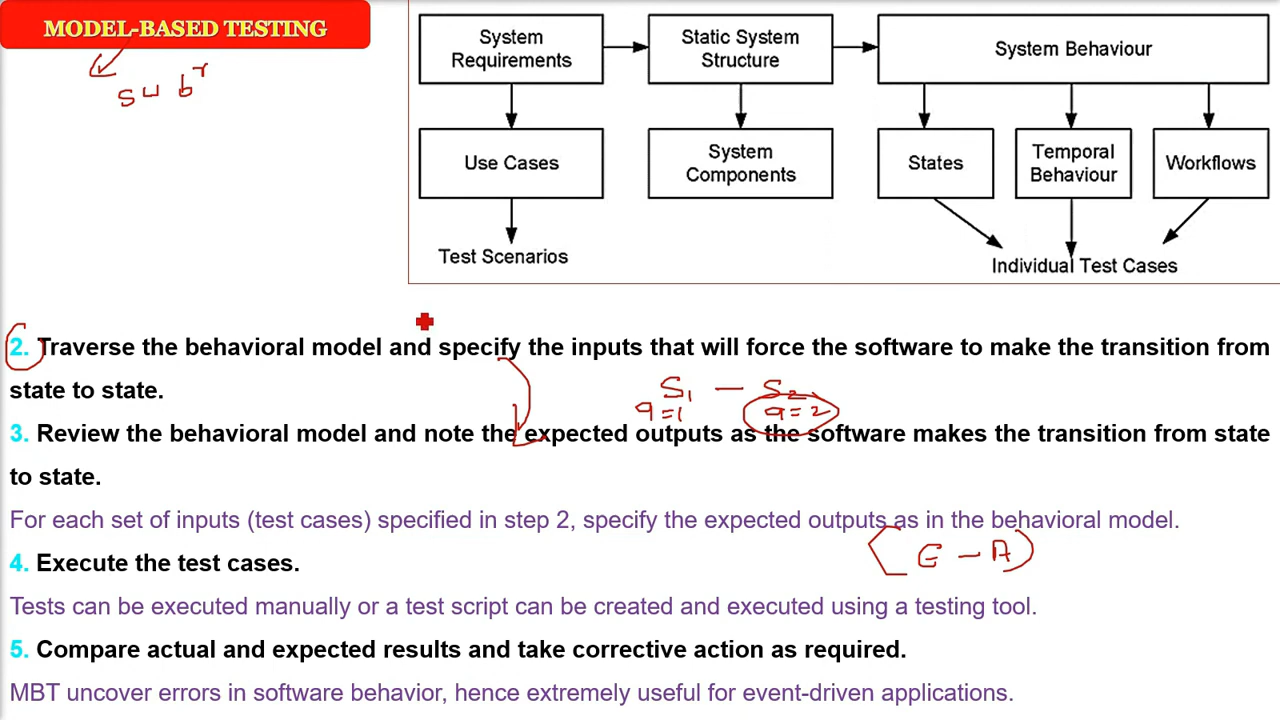 MODEL-BASED TESTING
System Requirements
Static System Structure
System Behaviour
Use Cases
System Components
States
Temporal Behaviour
Workflows
Test Scenarios
Individual Test Cases
2. Traverse the behavioral model and specify the inputs that will force the software to make the transition from
state to state.
S1 – S2
a=1 a=2
3. Review the behavioral model and note the expected outputs as the software makes the transition from state
to state.
For each set of inputs (test cases) specified in step 2, specify the expected outputs as in the behavioral model.
(E – A)
4. Execute the test cases.
Tests can be executed manually or a test script can be created and executed using a testing tool.
5. Compare actual and expected results and take corrective action as required.
MBT uncover errors in software behavior, hence extremely useful for event-driven applications.